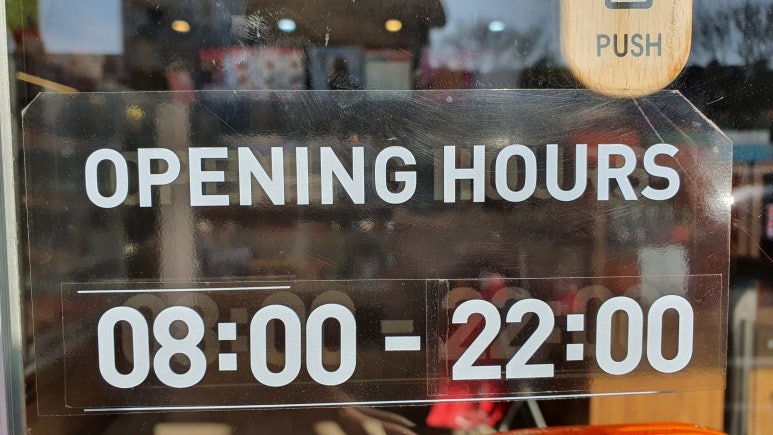 PUSH
OPENING HOURS
08:00 - 22:00